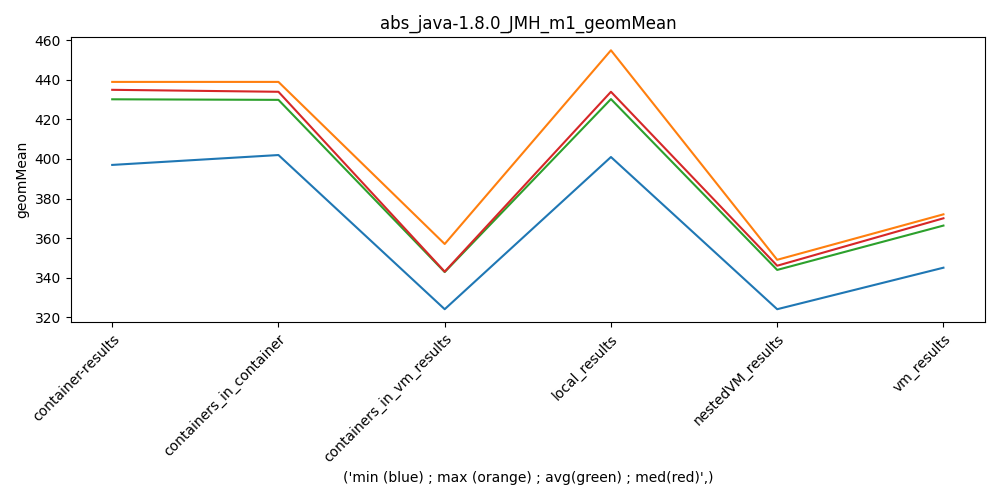 abs_java-1.8.0_JMH_m1_geomMean
460
440
420
400
380
360
340
320
geomMean
container-results
containers_in_container
containers_in_vm_results
local_results
nestedVM_results
vm_results
('min (blue) ; max (orange) ; avg(green) ; med(red)',)